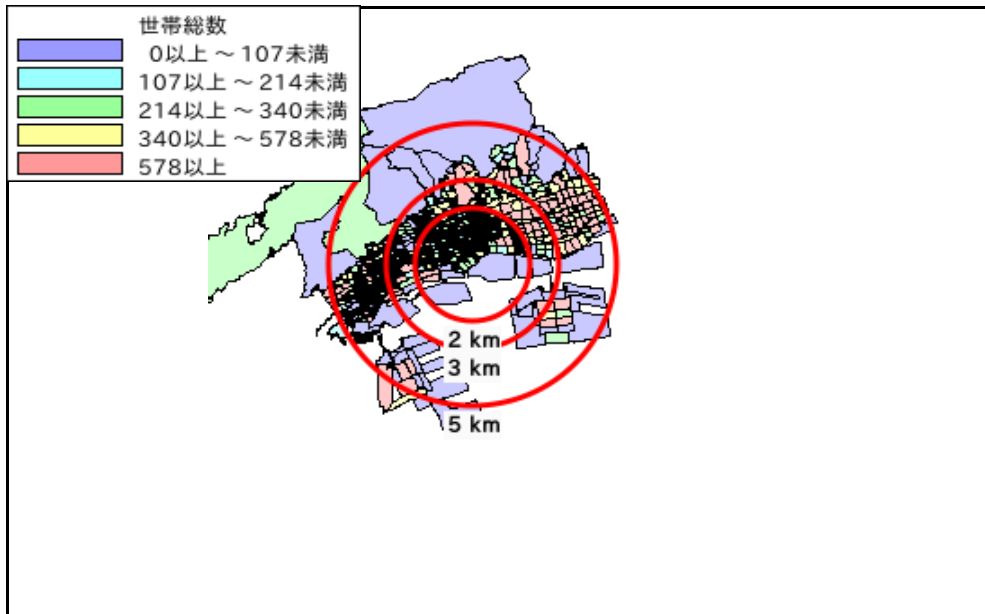 世帯総数
0以上 ～ 107未満
107以上 ～ 214未満
214以上 ～ 340未満
340以上 ～ 578未満
578以上
2 km
3 km
5 km